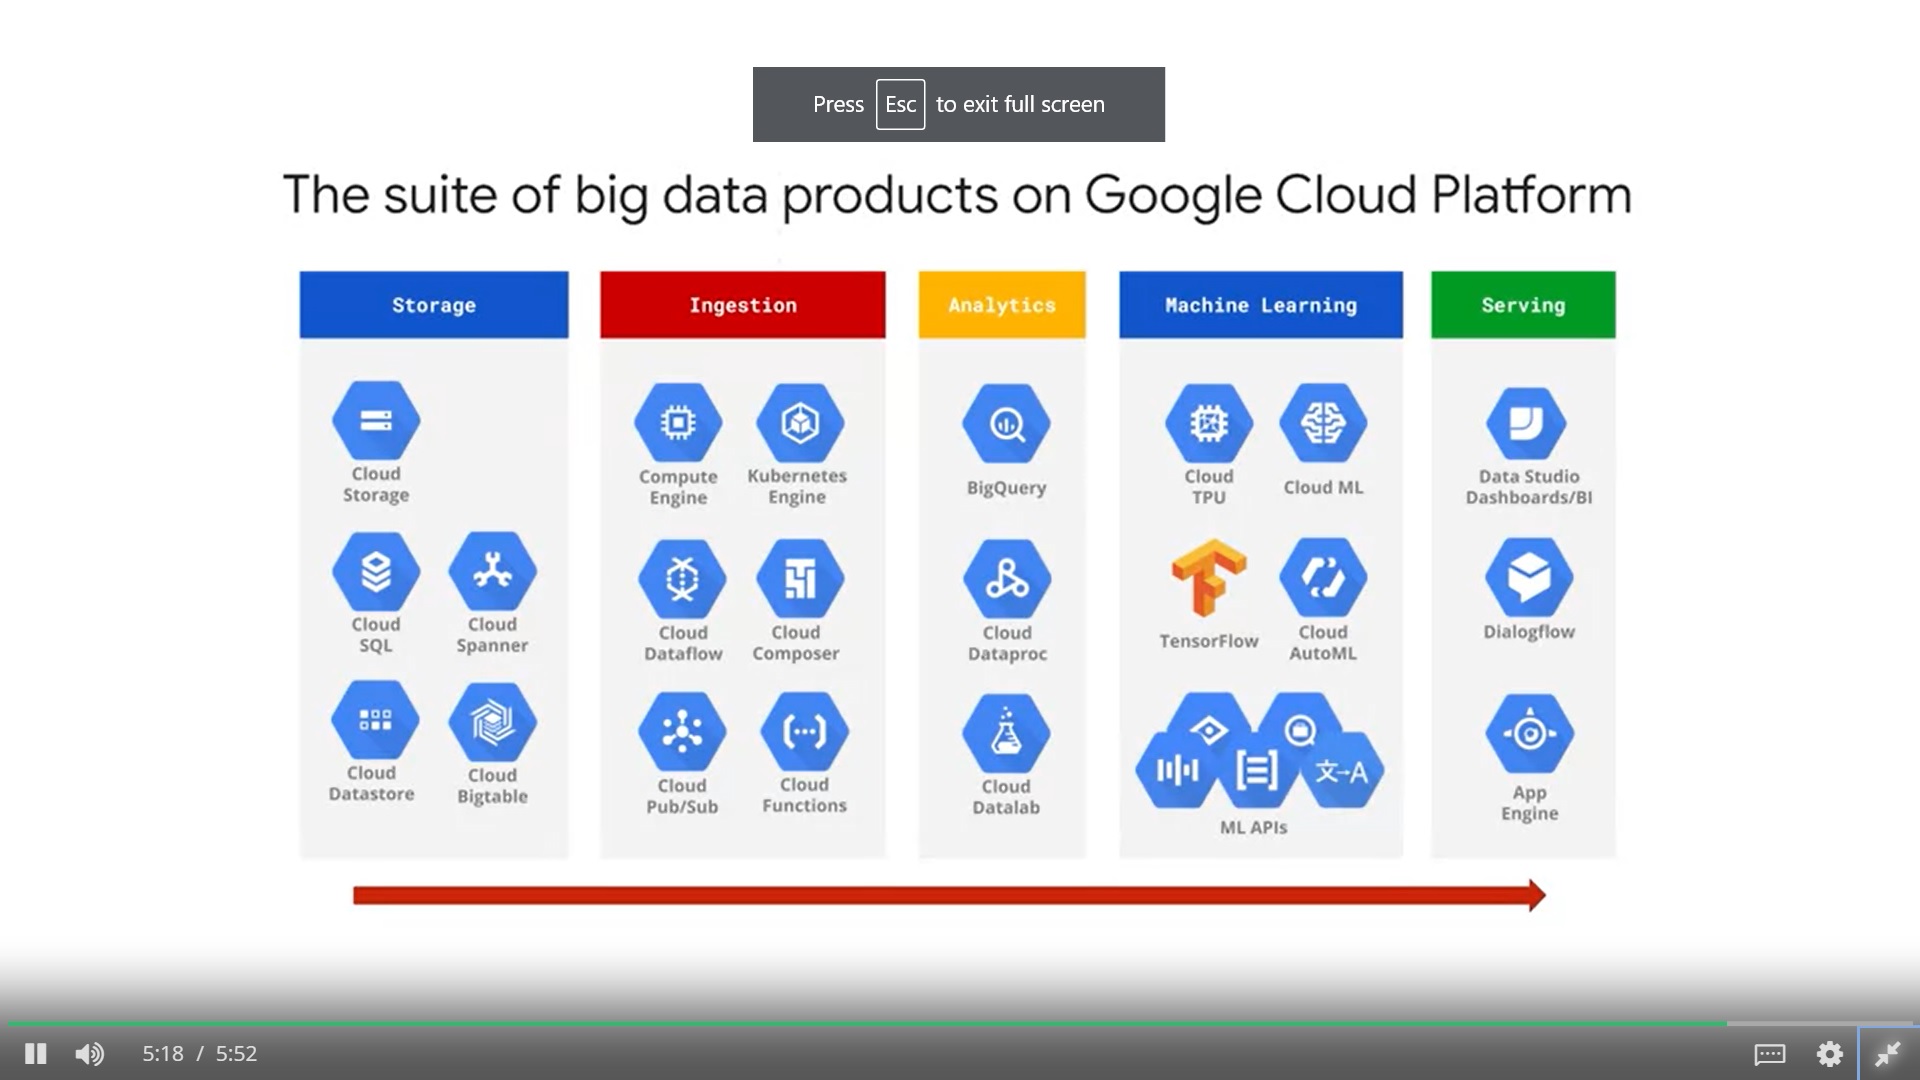 Press Esc to exit full screen
The suite of big data products on Google Cloud Platform
Storage
Cloud
Storage
Cloud
SQL
Cloud
Spanner
Cloud
Datastore
Cloud
Bigtable
Ingestion
Compute
Engine
Kubernetes
Engine
Cloud
Dataflow
Cloud
Composer
Cloud
Pub/Sub
Cloud
Functions
Analytics
BigQuery
Cloud
Dataproc
Cloud
Datalab
Machine Learning
Cloud
TPU
Cloud ML
TensorFlow
Cloud
AutoML
文→A
ML APIs
Serving
Data Studio
Dashboards/BI
Dialogflow
App
Engine
5:18 / 5:52